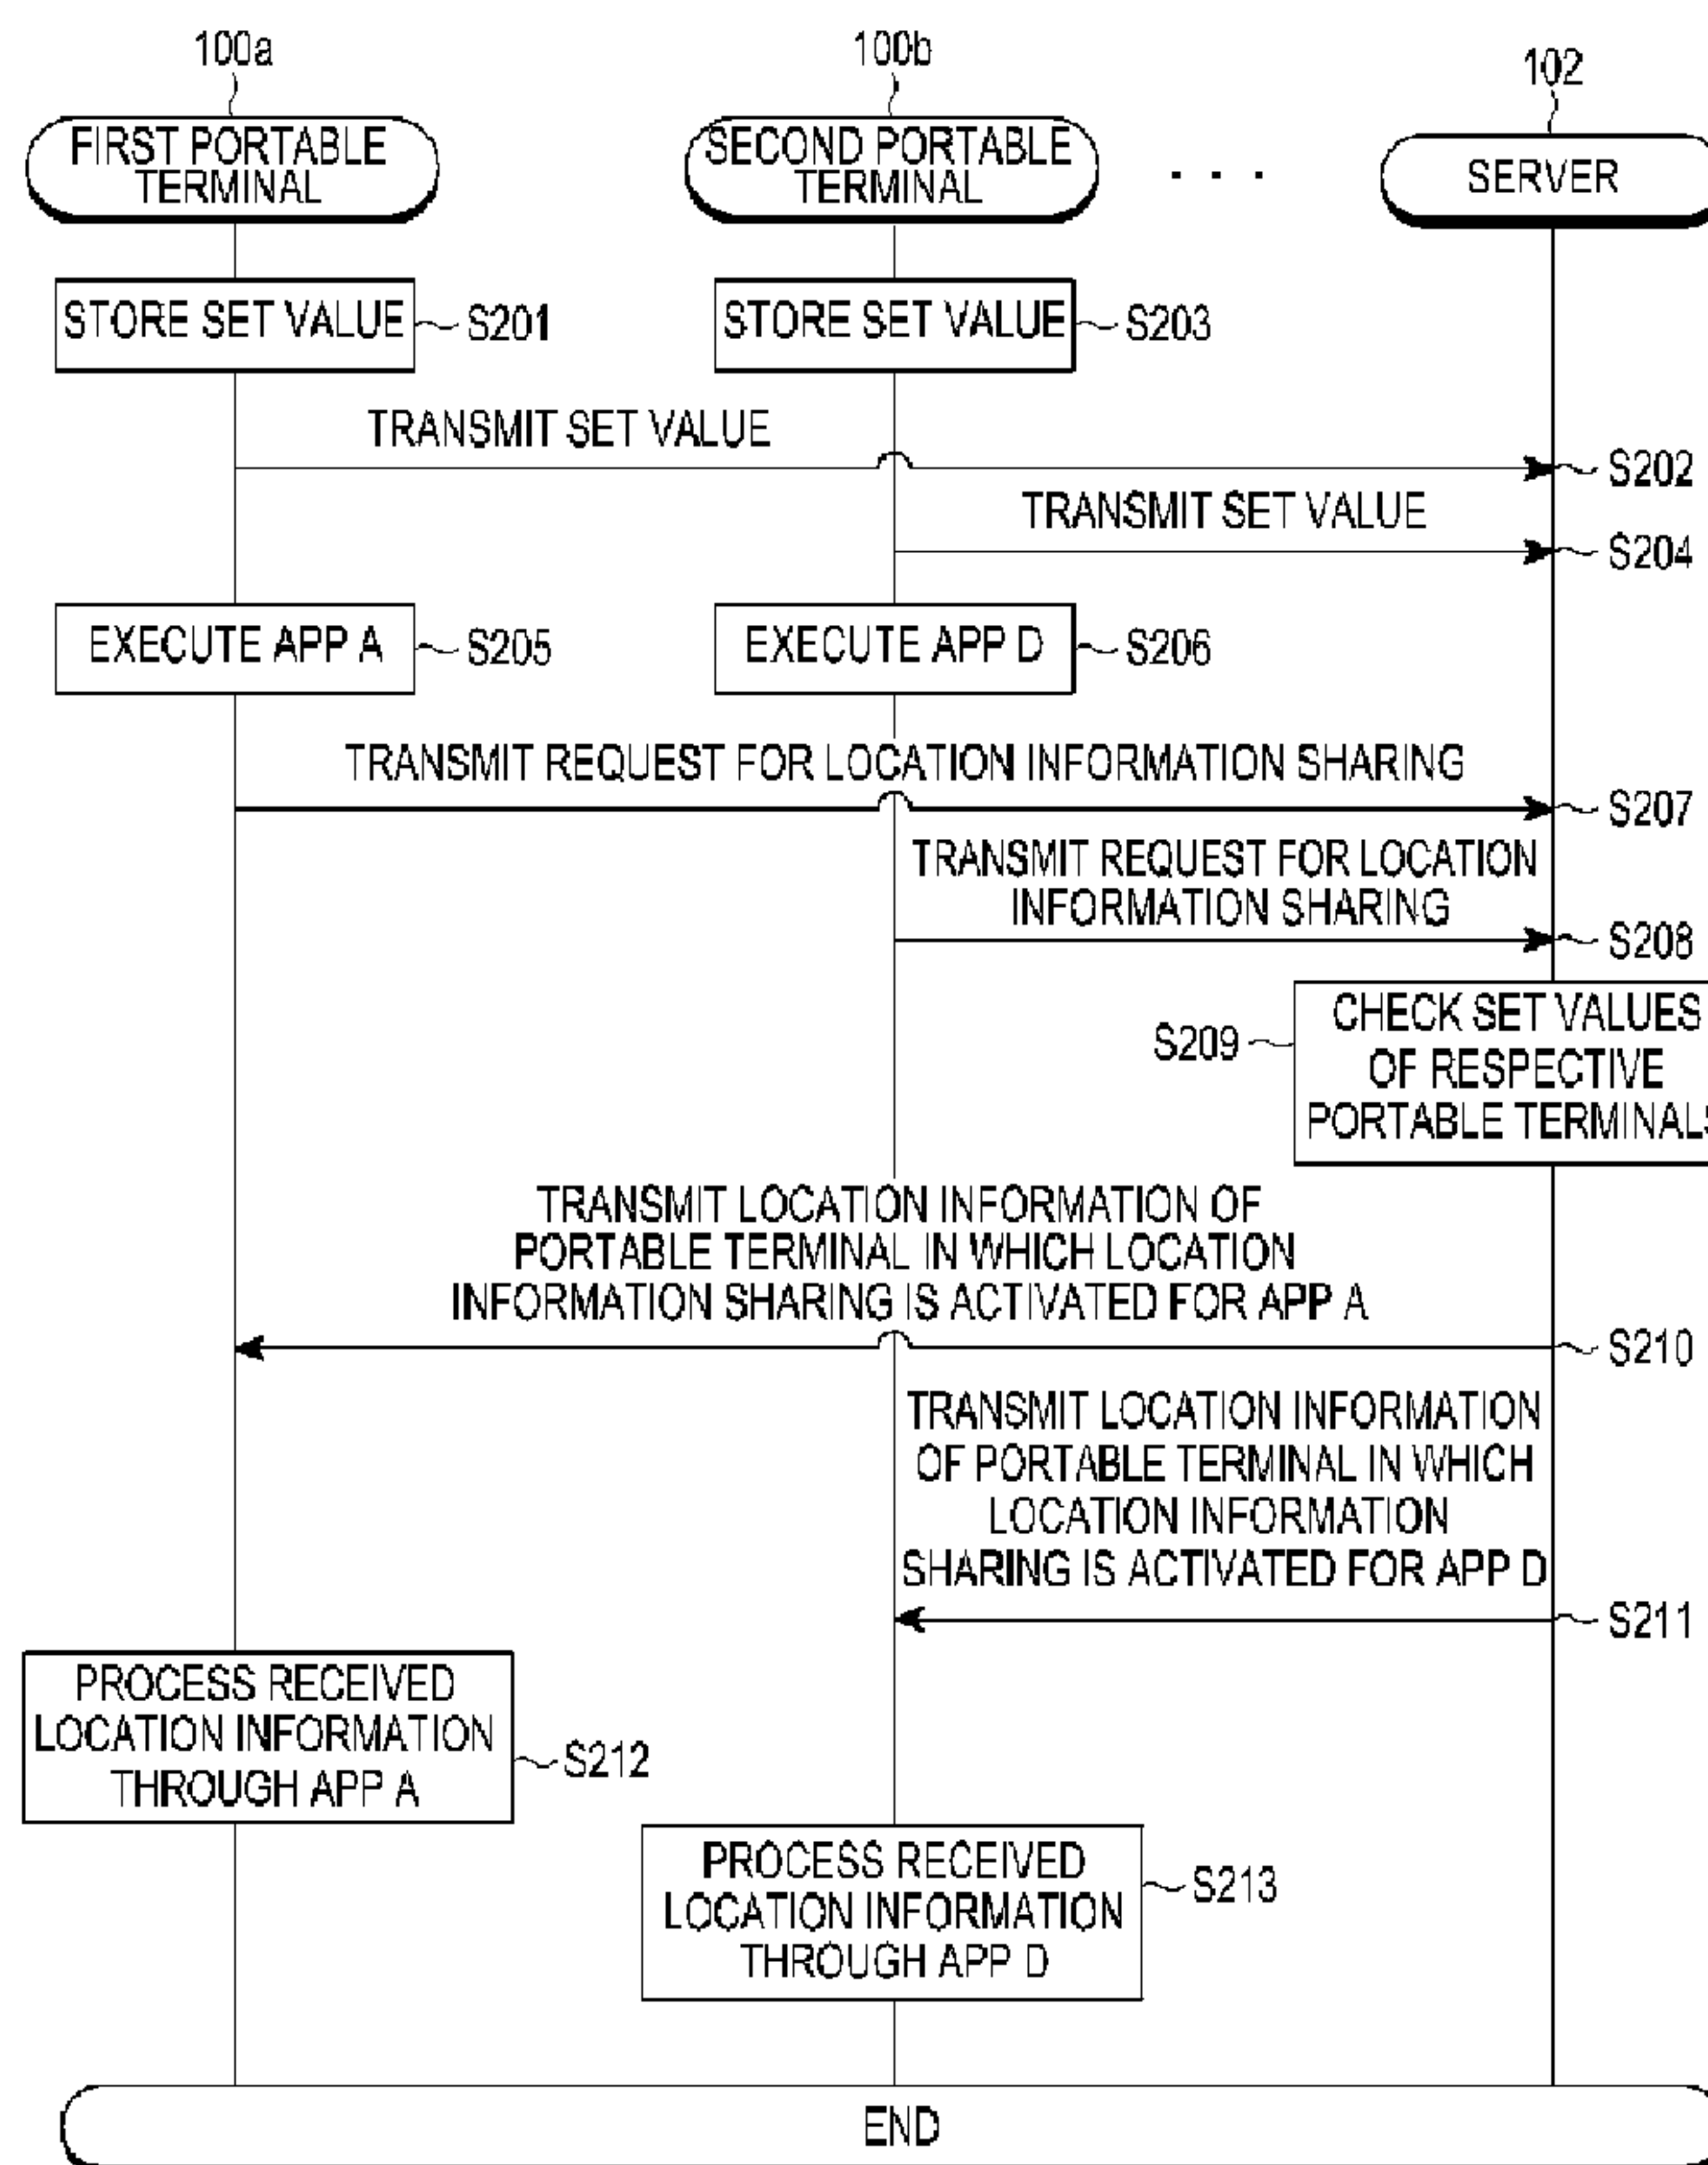 100a
100b
102
FIRST PORTABLE
TERMINAL
SECOND PORTABLE
TERMINAL
. . .
SERVER
STORE SET VALUE
S201
STORE SET VALUE
S203
TRANSMIT SET VALUE
S202
TRANSMIT SET VALUE
S204
EXECUTE APP A
S205
EXECUTE APP D
S206
TRANSMIT REQUEST FOR LOCATION INFORMATION SHARING
S207
TRANSMIT REQUEST FOR LOCATION
INFORMATION SHARING
S208
S209
CHECK SET VALUES
OF RESPECTIVE
PORTABLE TERMINALS
TRANSMIT LOCATION INFORMATION OF
PORTABLE TERMINAL IN WHICH LOCATION
INFORMATION SHARING IS ACTIVATED FOR APP A
S210
TRANSMIT LOCATION INFORMATION
OF PORTABLE TERMINAL IN WHICH
LOCATION INFORMATION
SHARING IS ACTIVATED FOR APP D
S211
PROCESS RECEIVED
LOCATION INFORMATION
THROUGH APP A
S212
PROCESS RECEIVED
LOCATION INFORMATION
THROUGH APP D
S213
END